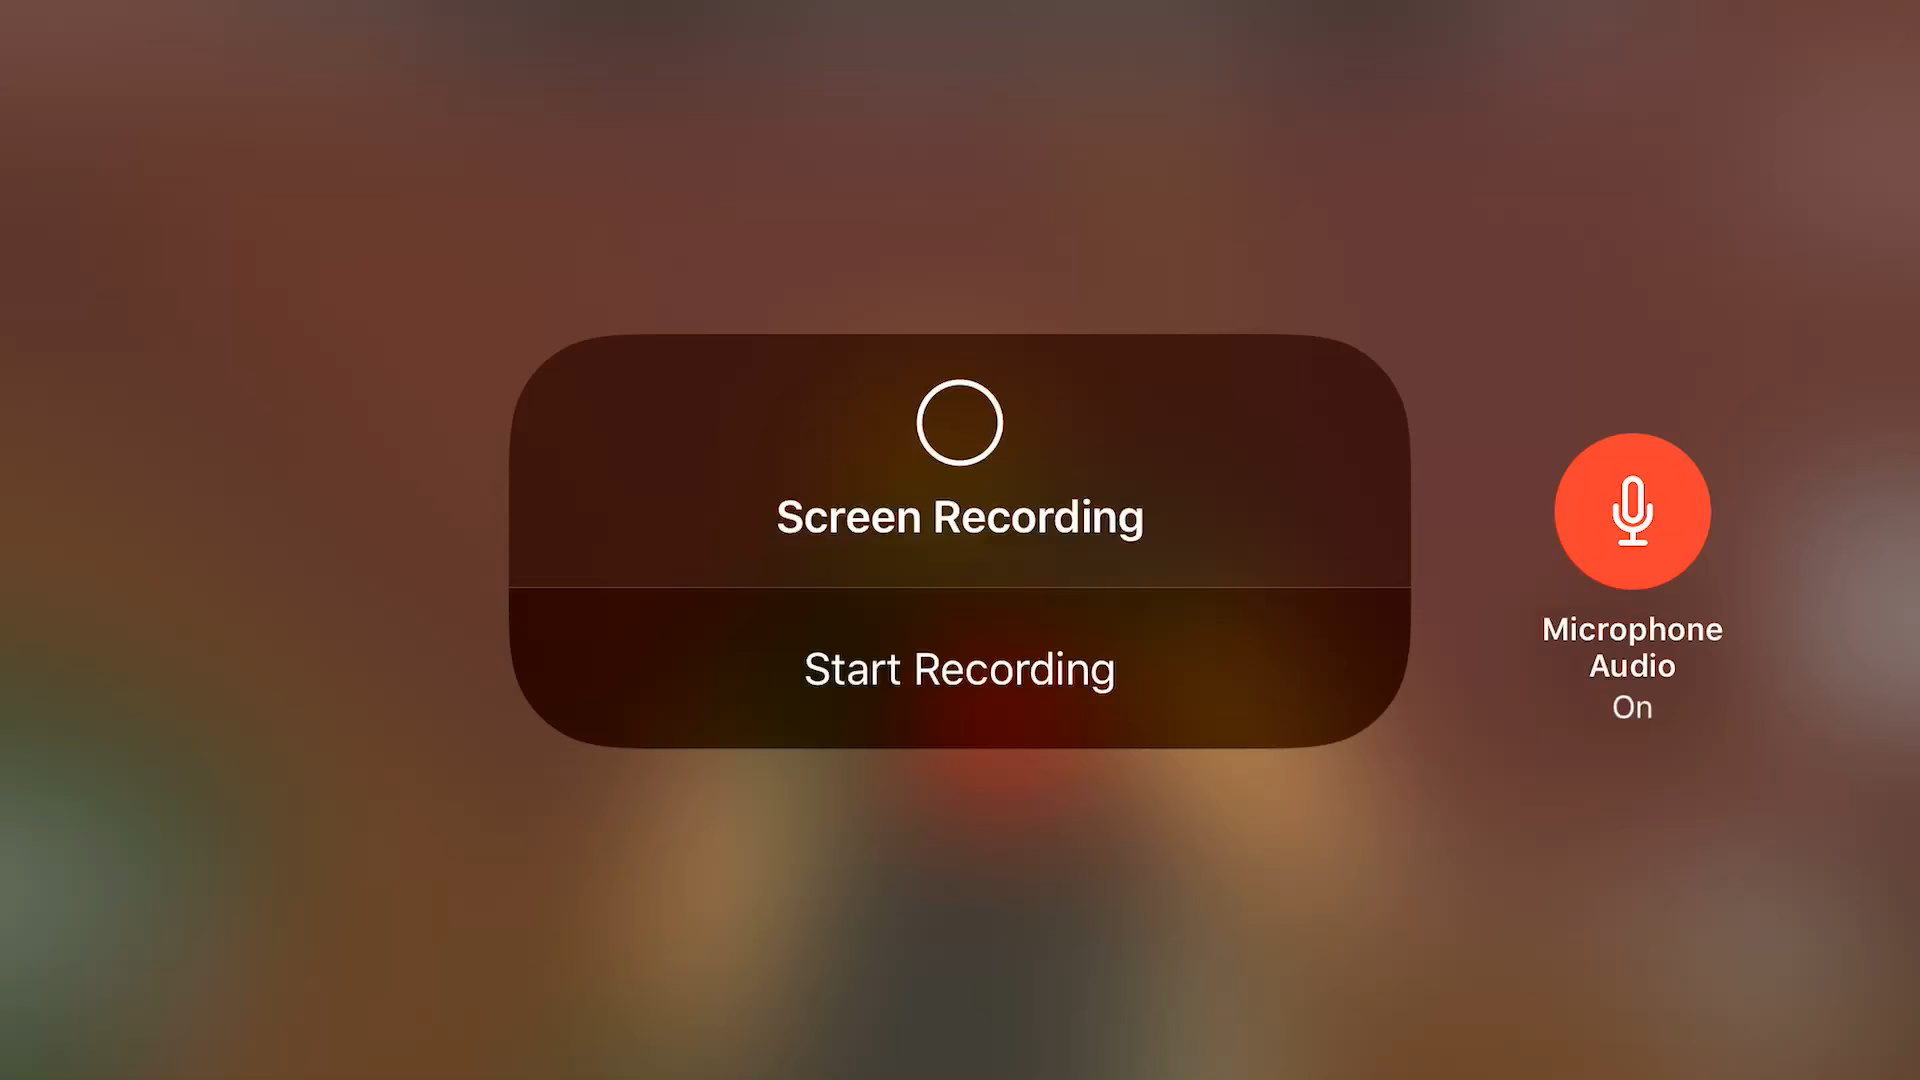 Screen Recording
Start Recording
Microphone
Audio
On